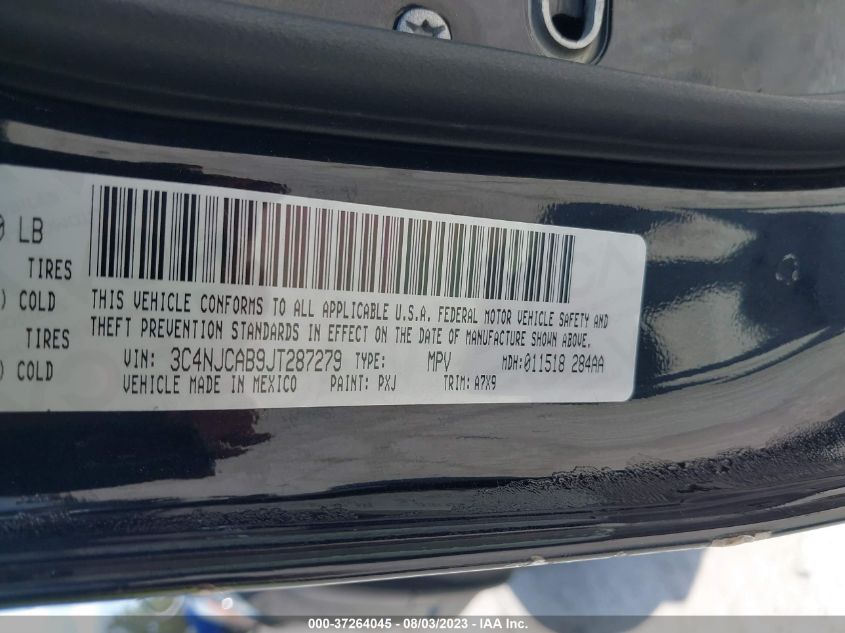 0 LB
TIRES
) COLD
THIS VEHICLE CONFORMS TO ALL APPLICABLE U.S.A. FEDERAL MOTOR VEHICLE SAFETY AND
TIRES
THEFT PREVENTION STANDARDS IN EFFECT ON THE DATE OF MANUFACTURE SHOWN ABOVE.
) COLD
VIN: 3C4NJCAB9JT287279 TYPE: MPV MDH:011518 284AA
VEHICLE MADE IN MEXICO PAINT: PXJ TRIM: A7X9
000-37264045 - 08/03/2023 - IAA Inc.